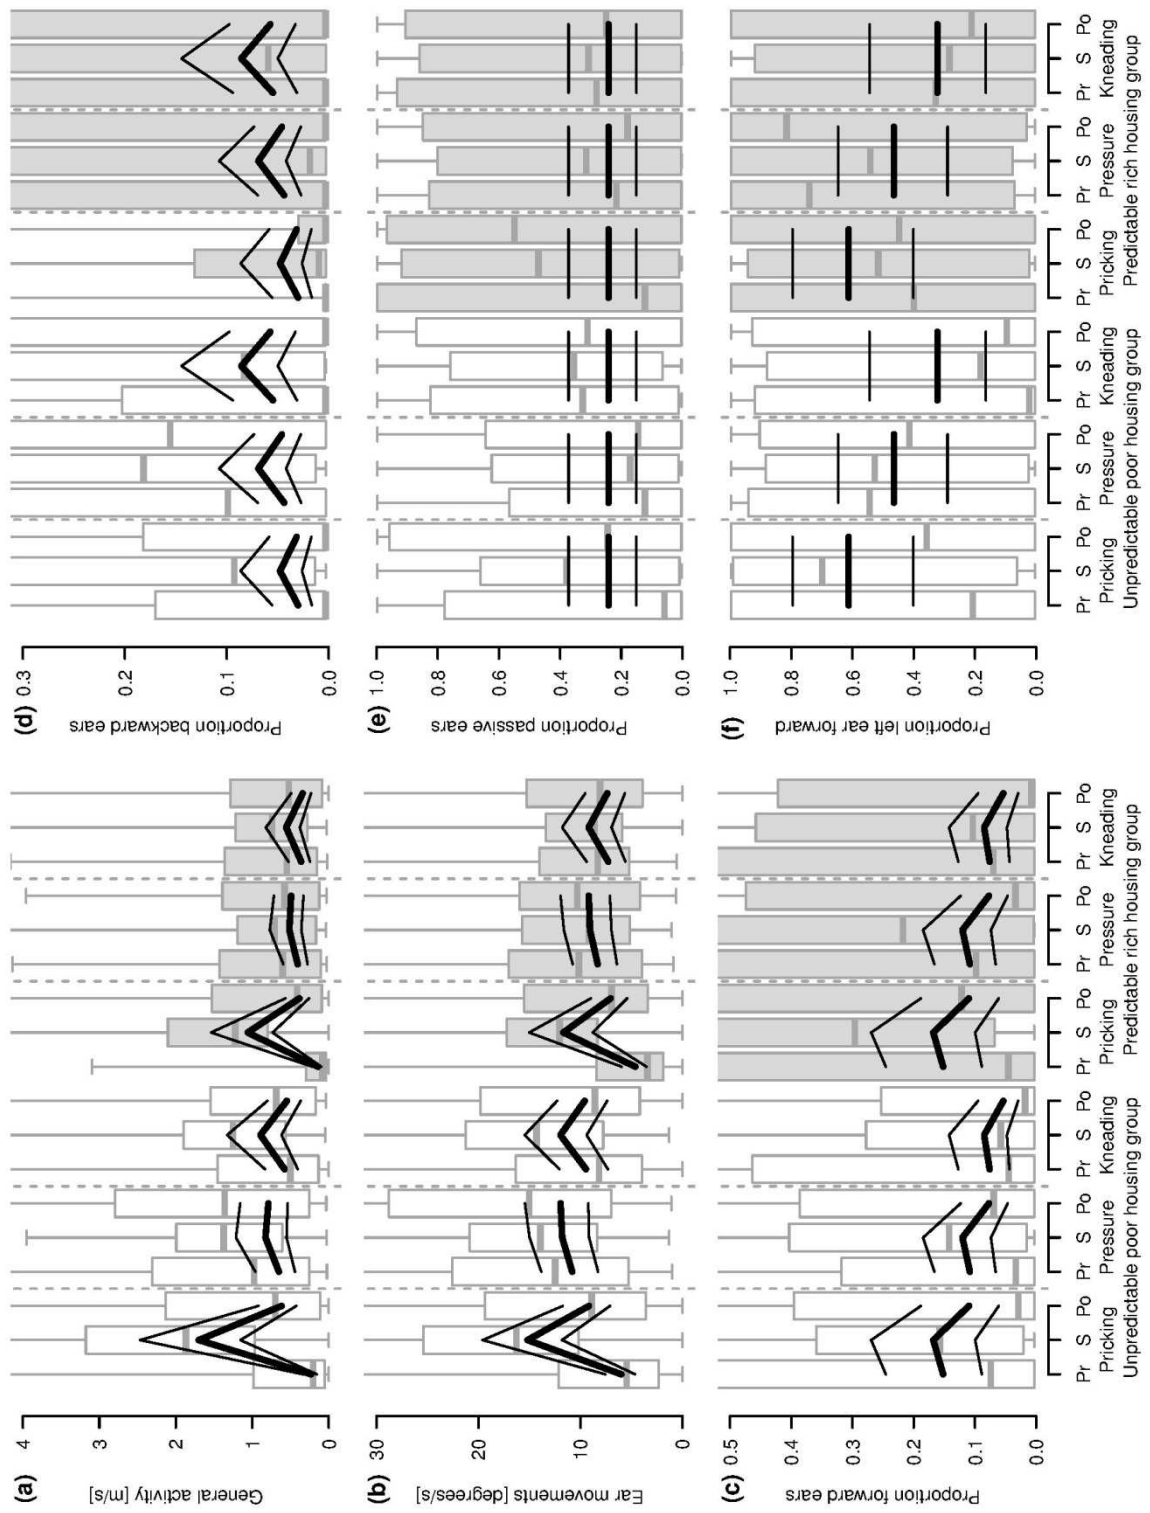 (a)
General activity [m/s]
4
3
2
1
0
(d)
Proportion backward ears
0.3
0.2
0.1
0.0
(b)
Ear movements [degrees/s]
30
20
10
0
(e)
Proportion passive ears
1.0
0.8
0.6
0.4
0.2
0.0
(c)
Proportion forward ears
0.5
0.4
0.3
0.2
0.1
0.0
Pr S Po Pr S Po Pr S Po Pr S Po Pr S Po Pr S Po
Pricking Pressure Kneading Pricking Pressure Kneading
Unpredictable poor housing group Predictable rich housing group
(f)
Proportion left ear forward
1.0
0.8
0.6
0.4
0.2
0.0
Pr S Po Pr S Po Pr S Po Pr S Po Pr S Po Pr S Po
Pricking Pressure Kneading Pricking Pressure Kneading
Unpredictable poor housing group Predictable rich housing group